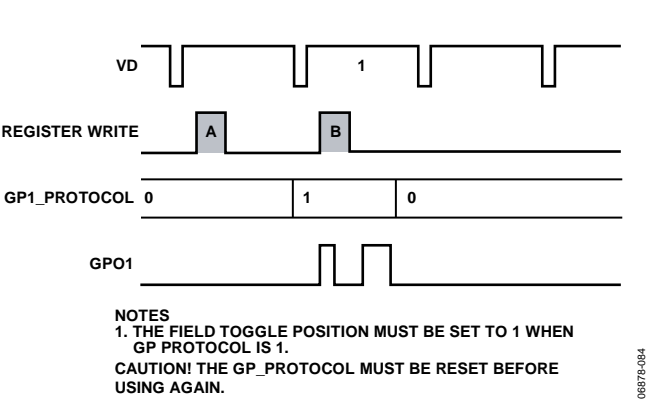 VD
1
REGISTER WRITE
A
B
GP1_PROTOCOL
0
1
0
GPO1
NOTES
1. THE FIELD TOGGLE POSITION MUST BE SET TO 1 WHEN
GP PROTOCOL IS 1.
CAUTION! THE GP_PROTOCOL MUST BE RESET BEFORE
USING AGAIN.
06878-084